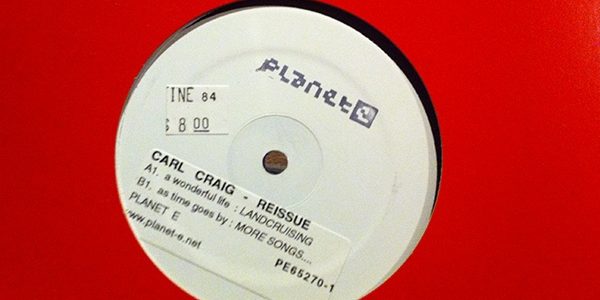 Planet e
TINE 84
$ 8 00
CARL CRAIG - REISSUE
A1. a wonderful life : LANDCRUISING
B1. as time goes by : MORE SONGS....
PLANET E
www.planet-e.net
PE65270-1